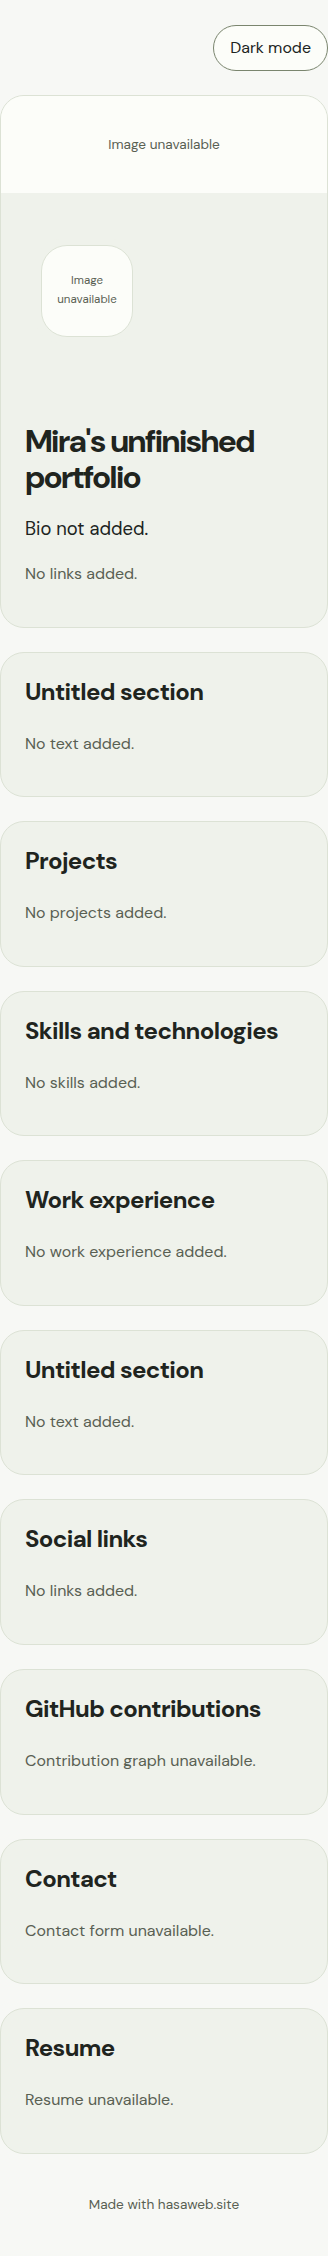 Dark mode
Image unavailable
Image
unavailable
Mira's unfinished
portfolio
Bio not added.
No links added.
Untitled section
No text added.
Projects
No projects added.
Skills and technologies
No skills added.
Work experience
No work experience added.
Untitled section
No text added.
Social links
No links added.
GitHub contributions
Contribution graph unavailable.
Contact
Contact form unavailable.
Resume
Resume unavailable.
Made with hasaweb.site